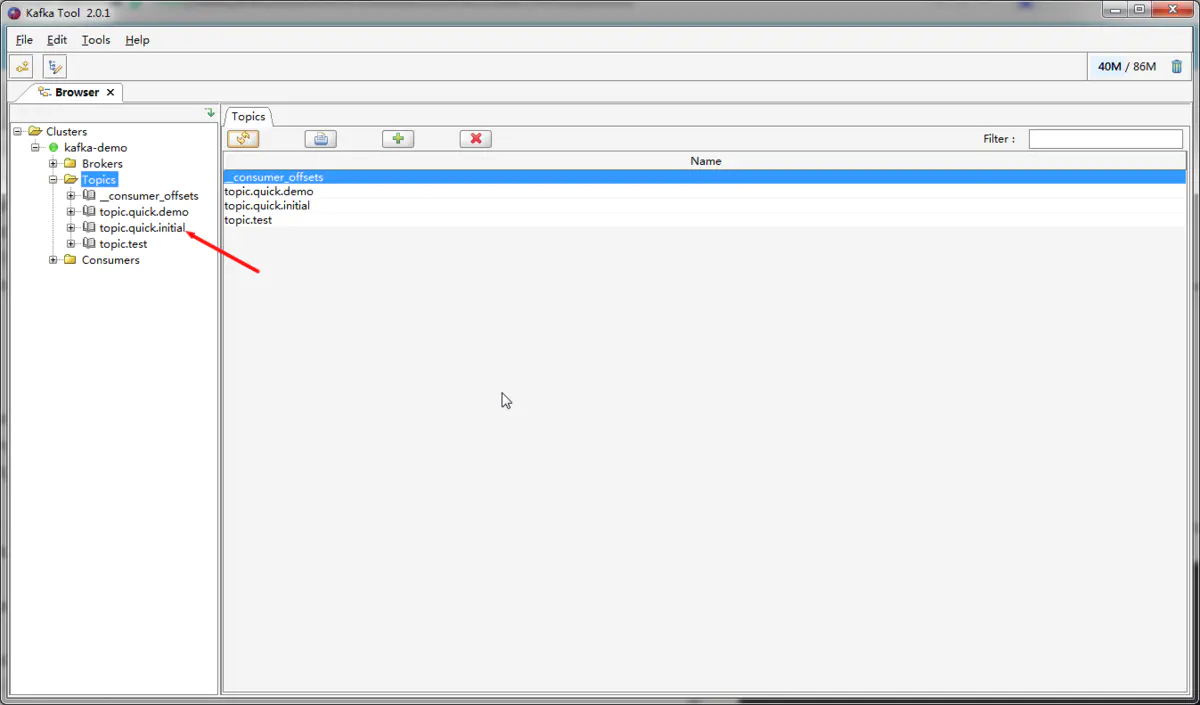 Kafka Tool 2.0.1
File Edit Tools Help
40M / 86M
Browser
Topics
Clusters
kafka-demo
Brokers
Topics
__consumer_offsets
topic.quick.demo
topic.quick.initial
topic.test
Consumers
Filter :
Name
__consumer_offsets
topic.quick.demo
topic.quick.initial
topic.test